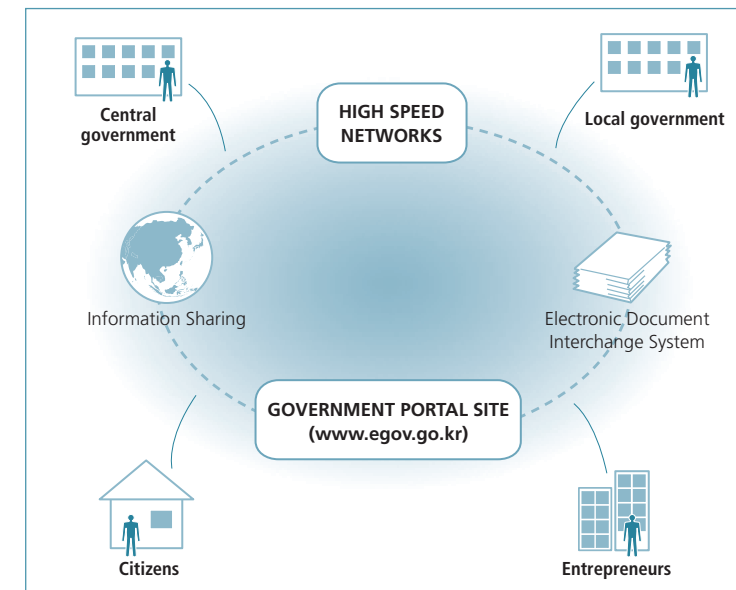 Central
government
HIGH SPEED
NETWORKS
Local government
Information Sharing
Electronic Document
Interchange System
GOVERNMENT PORTAL SITE
(www.egov.go.kr)
Citizens
Entrepreneurs